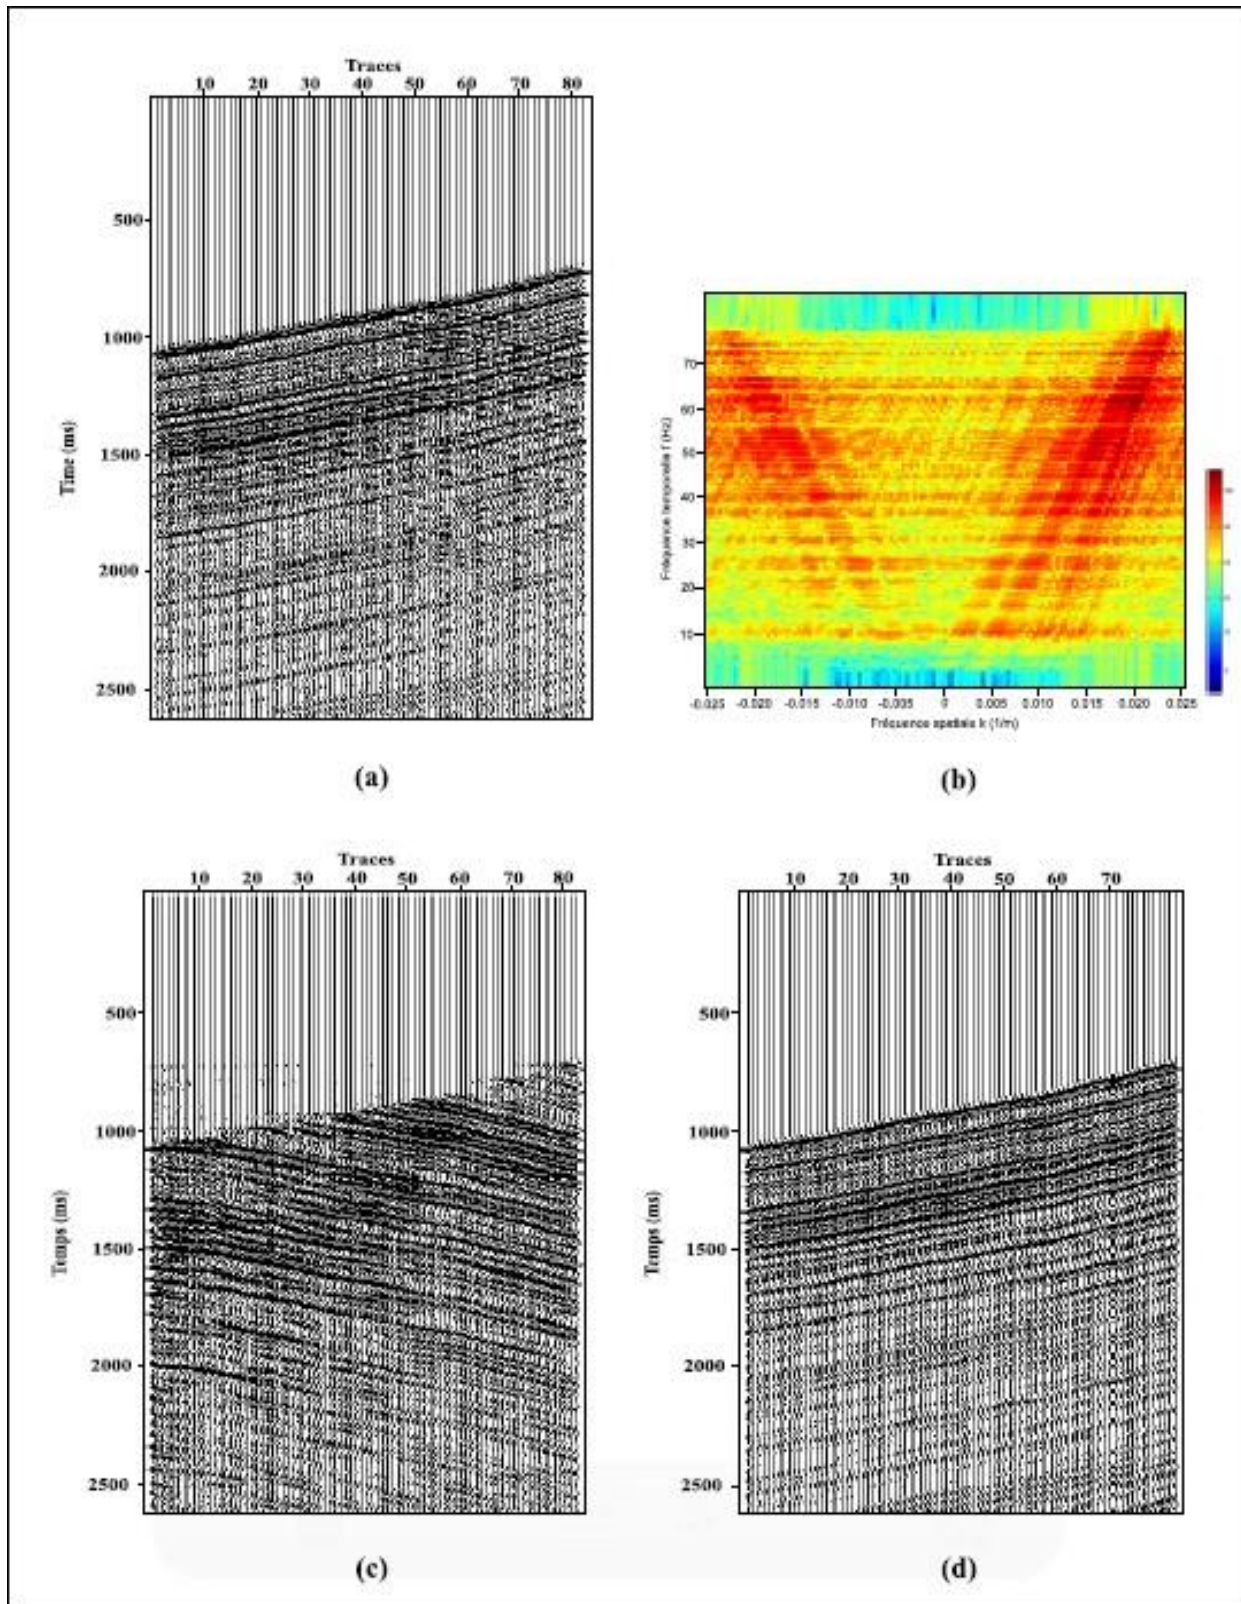 Traces
10 20 30 40 50 60 70 80
500
1000
1500
2000
2500
Time (ms)
(a)
70
60
50
40
30
20
10
Fréquence temporelle f (Hz)
-0.025 -0.020 -0.015 -0.010 -0.005 0 0.005 0.010 0.015 0.020 0.025
Fréquence spatiale k (1/m)
(b)
Traces
10 20 30 40 50 60 70 80
500
1000
1500
2000
2500
Temps (ms)
(c)
Traces
10 20 30 40 50 60 70
500
1000
1500
2000
2500
Temps (ms)
(d)